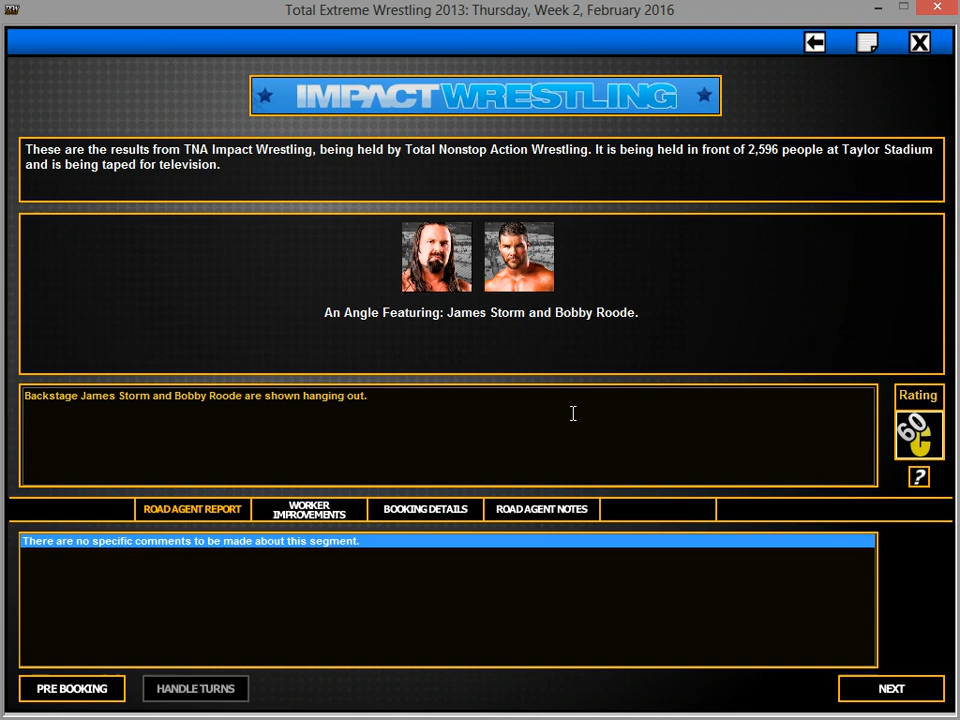 Total Extreme Wrestling 2013: Thursday, Week 2, February 2016
IMPACT WRESTLING
These are the results from TNA Impact Wrestling, being held by Total Nonstop Action Wrestling. It is being held in front of 2,596 people at Taylor Stadium
and is being taped for television.
An Angle Featuring: James Storm and Bobby Roode.
Backstage James Storm and Bobby Roode are shown hanging out.
Rating
60
C
?
ROAD AGENT REPORT
WORKER
IMPROVEMENTS
BOOKING DETAILS
ROAD AGENT NOTES
There are no specific comments to be made about this segment.
PRE BOOKING
HANDLE TURNS
NEXT